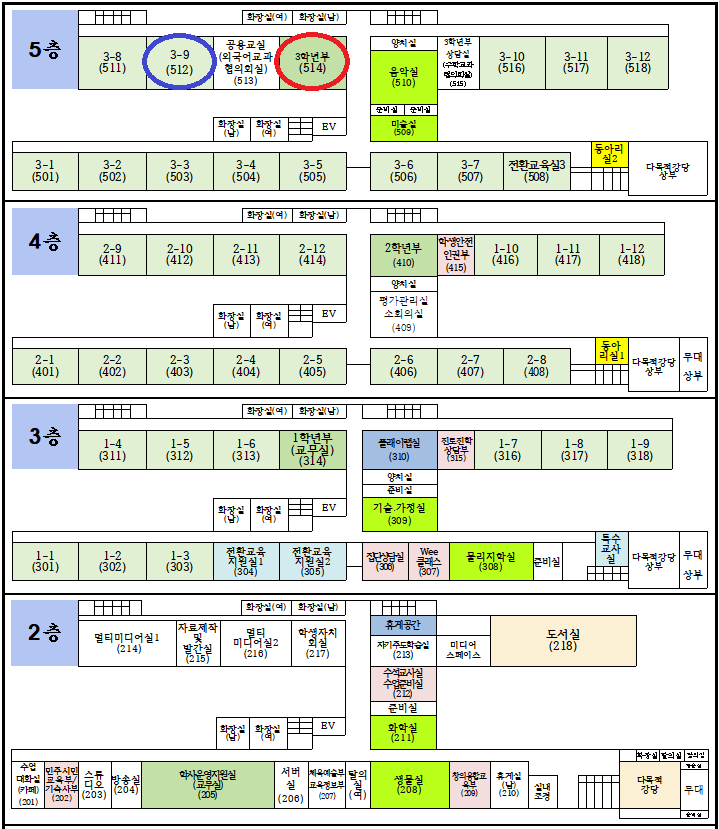 5층
화장실(여) 화장실(남)
3-8
(511)
3-9
(512)
공용교실
(외국어교과
협의회실)
(513)
3학년부
(514)
양치실
음악실
(510)
준비실 준비실
미술실
(509)
3학년부
상담실
(수학교과
협의회실)
(515)
3-10
(516)
3-11
(517)
3-12
(518)
화장실
(남)
화장실
(여)
EV
3-1
(501)
3-2
(502)
3-3
(503)
3-4
(504)
3-5
(505)
3-6
(506)
3-7
(507)
전환교육실3
(508)
동아리
실2
다목적강당
상부
4층
화장실(여) 화장실(남)
2-9
(411)
2-10
(412)
2-11
(413)
2-12
(414)
2학년부
(410)
학생안전
인권부
(415)
1-10
(416)
1-11
(417)
1-12
(418)
양치실
평가관리실
소회의실
(409)
화장실
(남)
화장실
(여)
EV
2-1
(401)
2-2
(402)
2-3
(403)
2-4
(404)
2-5
(405)
2-6
(406)
2-7
(407)
2-8
(408)
동아
리실1
다목적강당
상부
무대
상부
3층
화장실(여) 화장실(남)
1-4
(311)
1-5
(312)
1-6
(313)
1학년부
(교무실)
(314)
플레이팹실
(310)
진로진학
상담부
(315)
1-7
(316)
1-8
(317)
1-9
(318)
양치실
준비실
기술.가정실
(309)
화장실
(남)
화장실
(여)
EV
1-1
(301)
1-2
(302)
1-3
(303)
전환교육
지원실1
(304)
전환교육
지원실2
(305)
집단상담실
(306)
Wee
클래스
(307)
물리지학실
(308)
준비실
특수
교사
실
다목적강당
상부
무대
상부
2층
화장실(여) 화장실(남)
멀티미디어실1
(214)
자료제작
및
발간실
(215)
멀티
미디어실2
(216)
학생자치
회실
(217)
휴게공간
자기주도학습실
(213)
미디어
스페이스
도서실
(218)
수석교사실
수업준비실
(212)
준비실
화학실
(211)
화장실
(남)
화장실
(여)
EV
수업
대화실
(카페)
(201)
민주시민
교육부/
기숙사부
(202)
스튜
디오
(203)
방송실
(204)
학사운영지원실
(교무실)
(205)
서버
실
(206)
체육예술부
교육정보부
(207)
탈의
실
(여)
생물실
(208)
창의융합교
육부
(209)
휴게실
(남)
(210)
실내
조경
화장실 탈의실
다목적
강당
무대